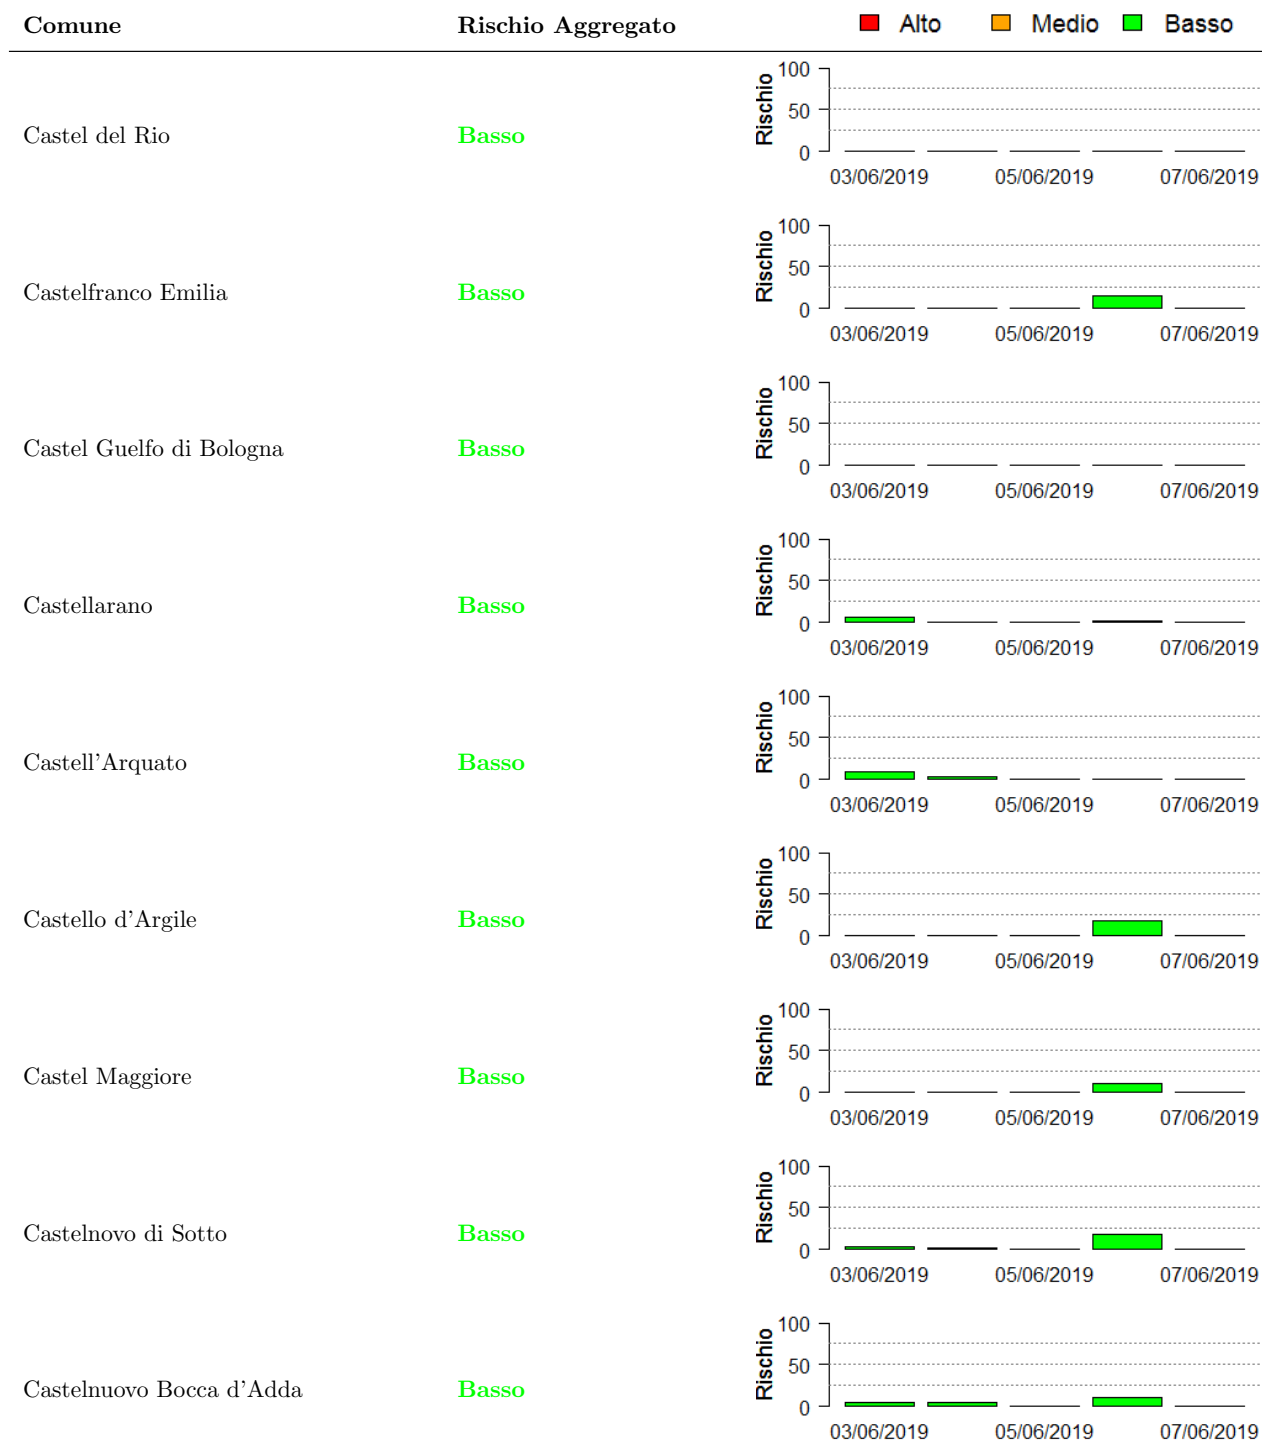 Comune Rischio Aggregato Alto Medio Basso
Castel del Rio Basso Rischio 100 50 0
03/06/2019 05/06/2019 07/06/2019
Castelfranco Emilia Basso Rischio 100 50 0
03/06/2019 05/06/2019 07/06/2019
Castel Guelfo di Bologna Basso Rischio 100 50 0
03/06/2019 05/06/2019 07/06/2019
Castellarano Basso Rischio 100 50 0
03/06/2019 05/06/2019 07/06/2019
Castell'Arquato Basso Rischio 100 50 0
03/06/2019 05/06/2019 07/06/2019
Castello d'Argile Basso Rischio 100 50 0
03/06/2019 05/06/2019 07/06/2019
Castel Maggiore Basso Rischio 100 50 0
03/06/2019 05/06/2019 07/06/2019
Castelnovo di Sotto Basso Rischio 100 50 0
03/06/2019 05/06/2019 07/06/2019
Castelnuovo Bocca d'Adda Basso Rischio 100 50 0
03/06/2019 05/06/2019 07/06/2019